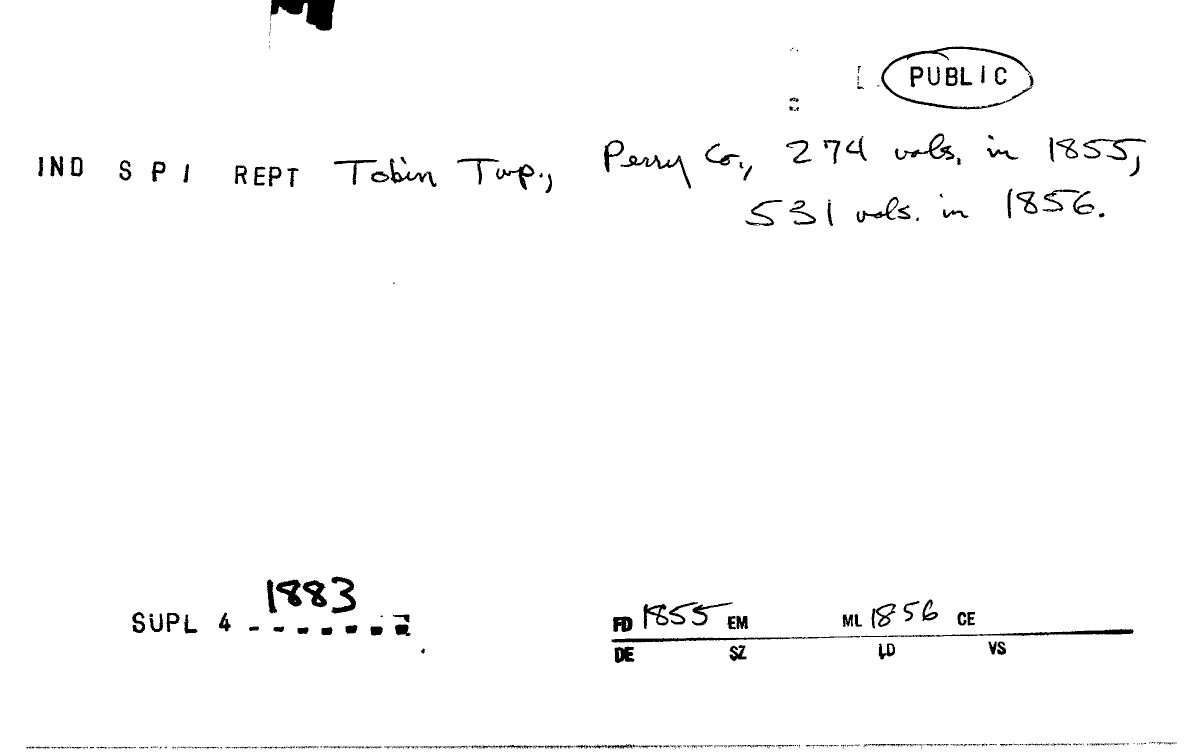 PUBLIC
IND S P I REPT Tobin Twp., Perry Co., 274 vols. in 1855,
531 vols. in 1856.
1883
SUPL 4
FD 1855 EM ML 1856 CE
DE SZ LD VS